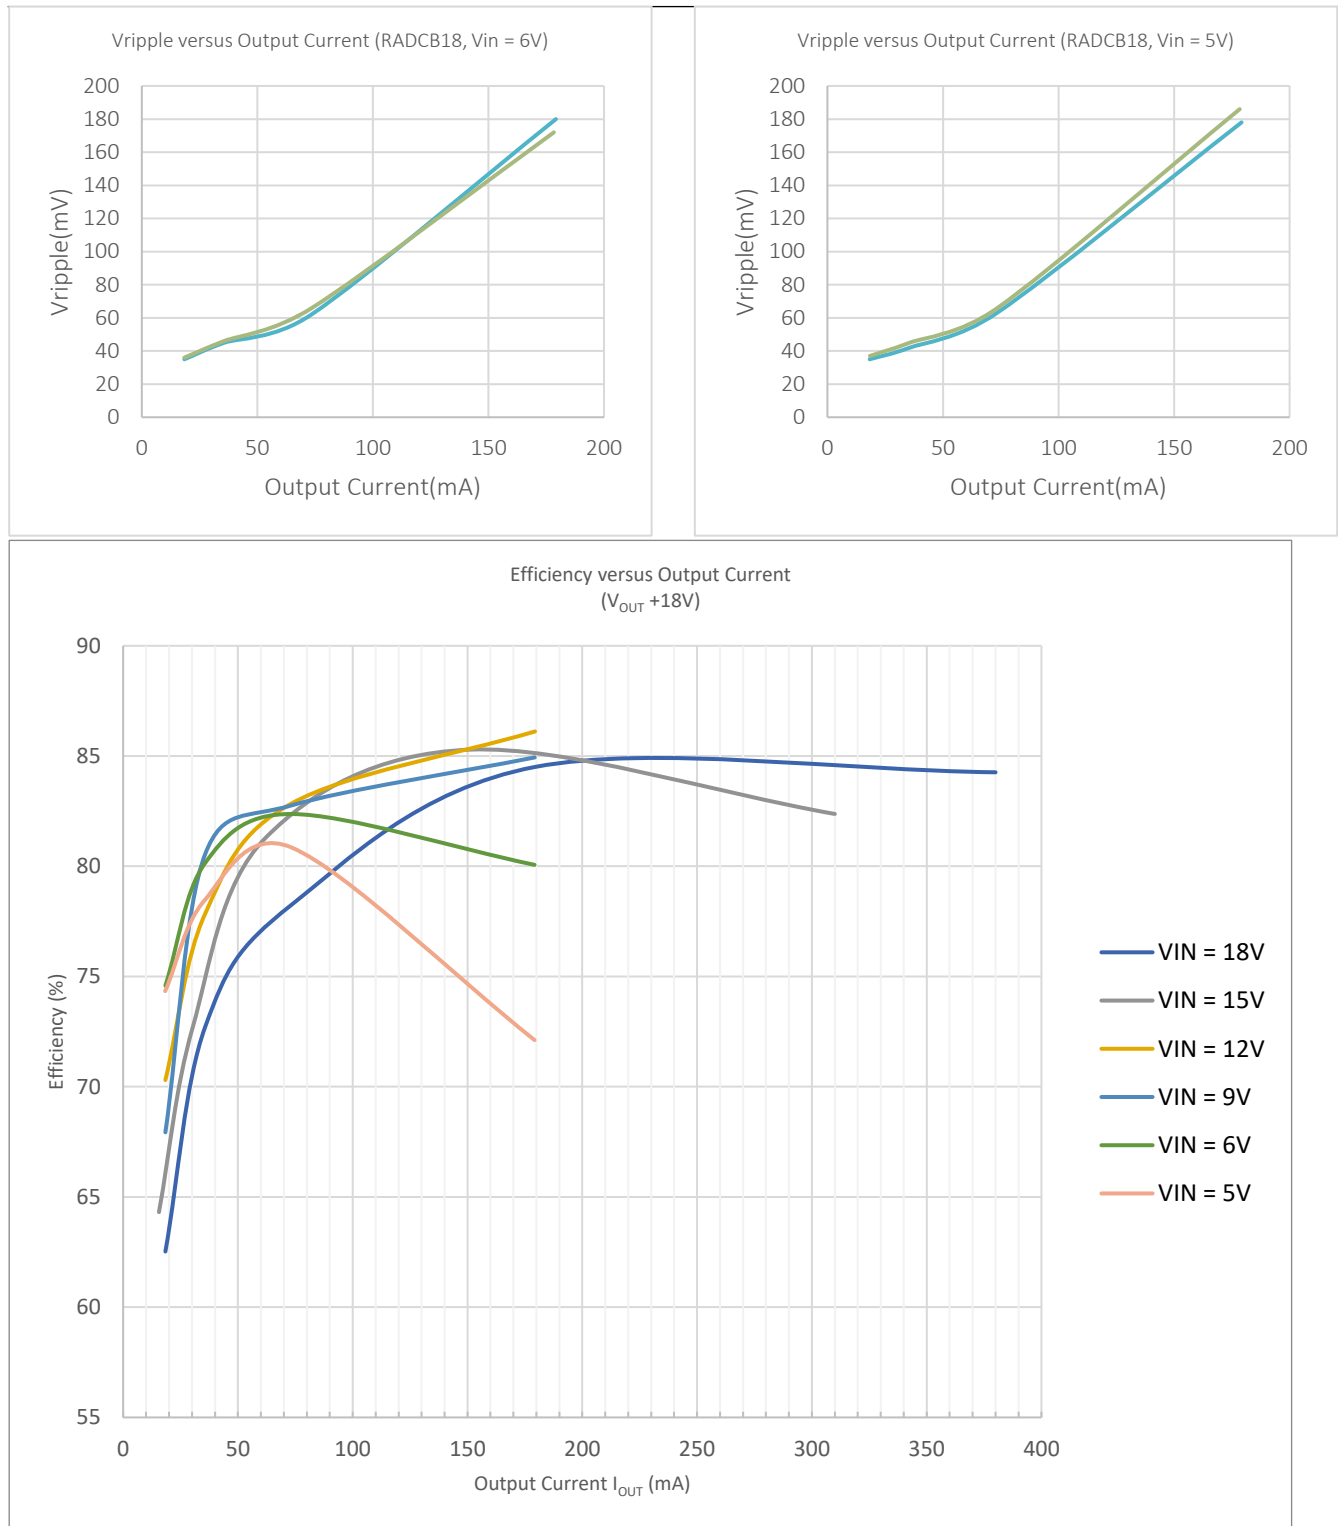 Vripple versus Output Current (RADCB18, Vin = 6V)
200
180
160
140
120
100
80
60
40
20
0
Vripple(mV)
0 50 100 150 200
Output Current(mA)
Vripple versus Output Current (RADCB18, Vin = 5V)
200
180
160
140
120
100
80
60
40
20
0
Vripple(mV)
0 50 100 150 200
Output Current(mA)
Efficiency versus Output Current
(VOUT +18V)
90
85
80
75
70
65
60
55
Efficiency (%)
0 50 100 150 200 250 300 350 400
Output Current IOUT (mA)
VIN = 18V
VIN = 15V
VIN = 12V
VIN = 9V
VIN = 6V
VIN = 5V